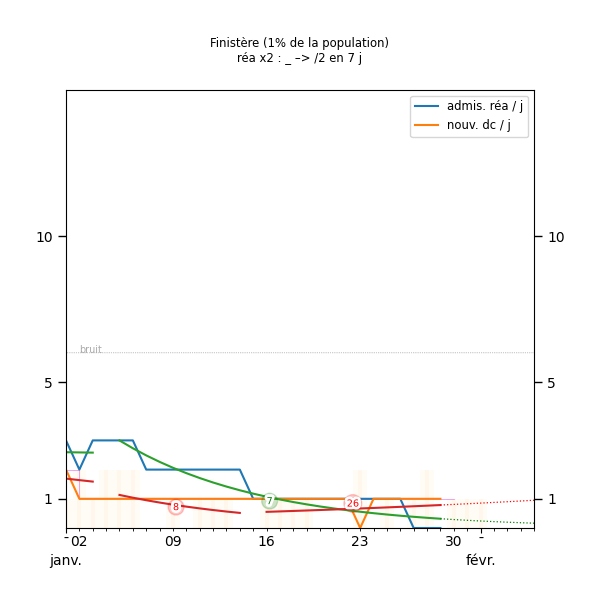 Finistère (1% de la population)
réa x2 : _ –> /2 en 7 j
admis. réa / j
nouv. dc / j
10
10
bruit
5
5
1
1
8
7
26
02
09
16
23
30
janv.
févr.